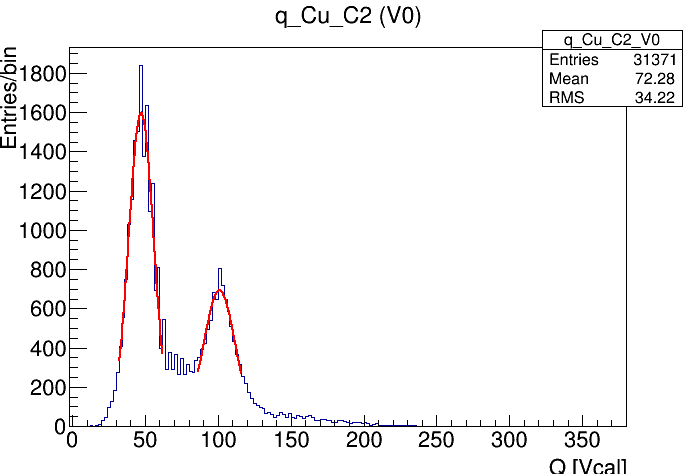 q_Cu_C2 (V0)
q_Cu_C2_V0
Entries 31371
Mean 72.28
RMS 34.22
Entries/bin
1800
1600
1400
1200
1000
800
600
400
200
0
0 50 100 150 200 250 300 350
Q [Vcal]